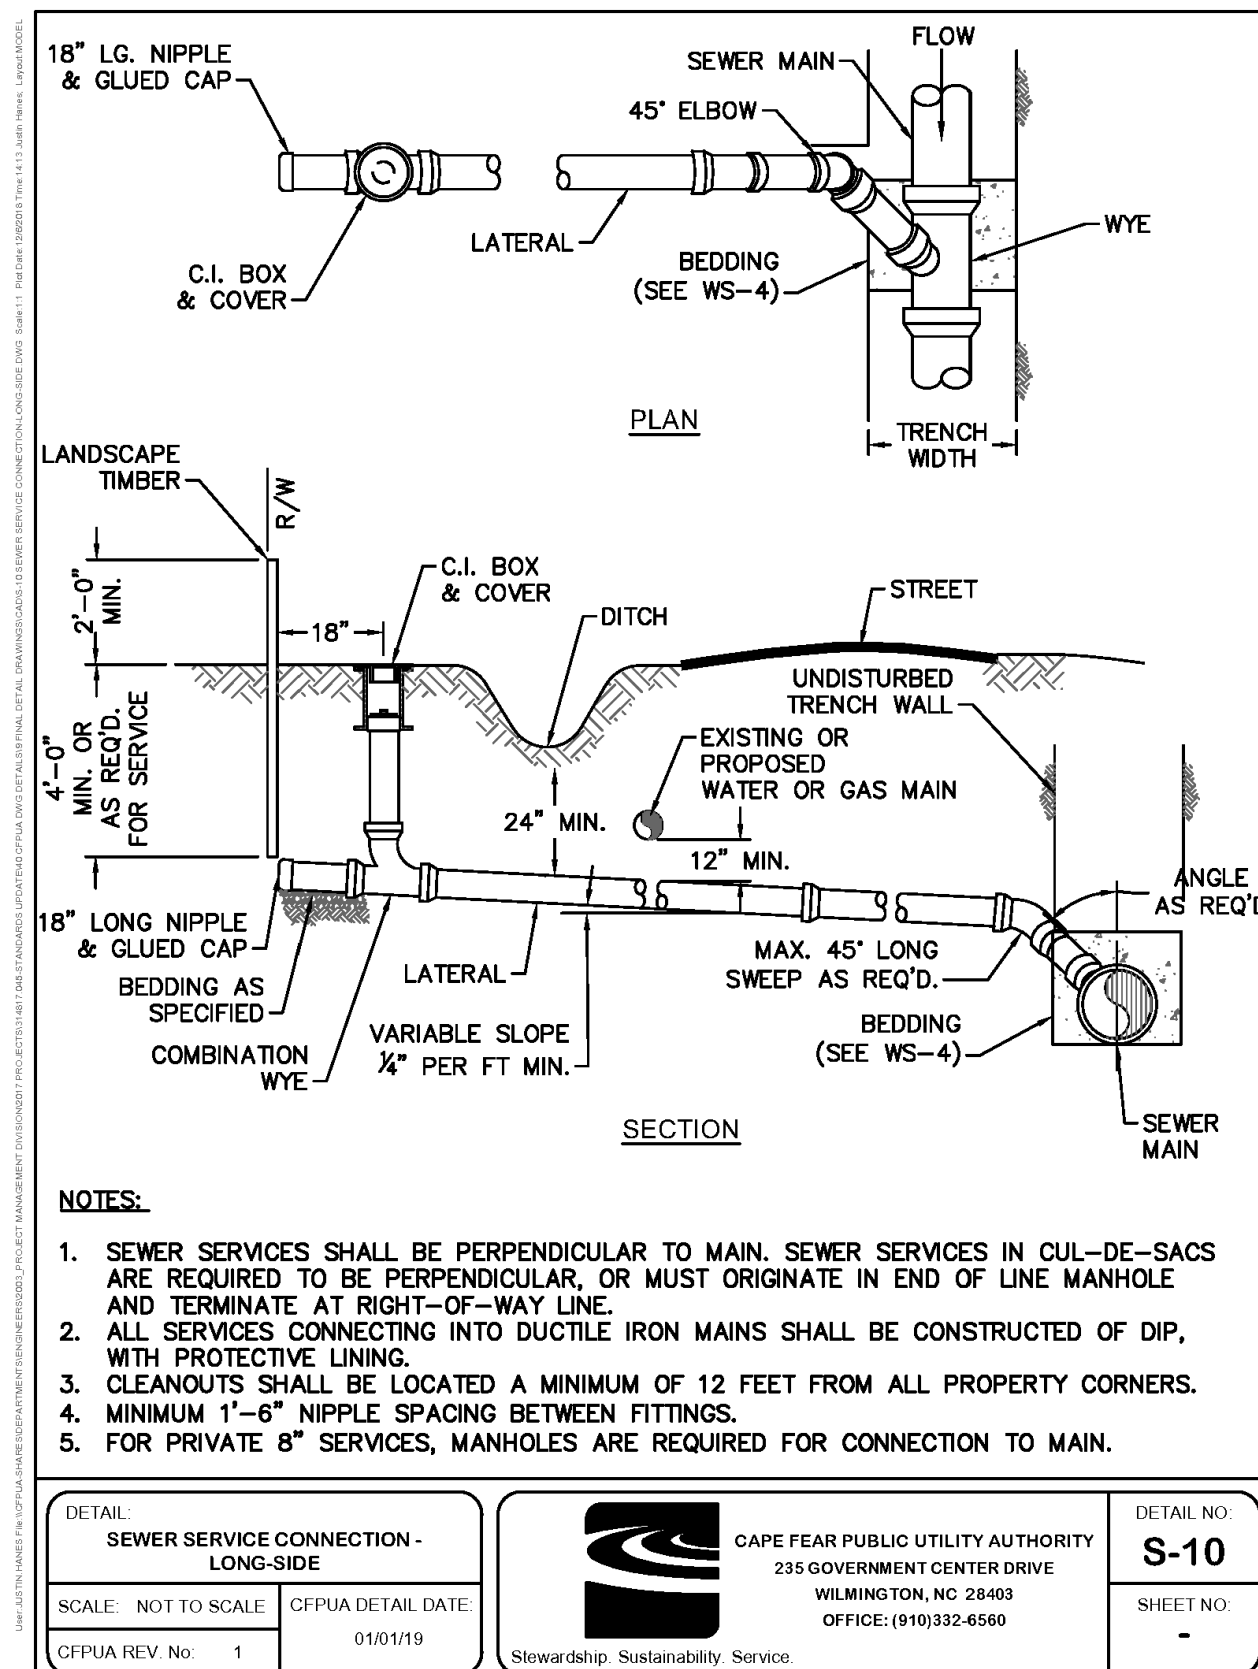 18" LG. NIPPLE
& GLUED CAP
FLOW
SEWER MAIN
45° ELBOW
LATERAL
WYE
C.I. BOX
& COVER
BEDDING
(SEE WS-4)
PLAN
TRENCH
WIDTH
LANDSCAPE
TIMBER
R/W
2'-0"
MIN.
18"
C.I. BOX
& COVER
DITCH
STREET
4'-0"
MIN. OR
AS REQ'D.
FOR SERVICE
UNDISTURBED
TRENCH WALL
EXISTING OR
PROPOSED
WATER OR GAS MAIN
24" MIN.
12" MIN.
ANGLE
AS REQ'D
18" LONG NIPPLE
& GLUED CAP
BEDDING AS
SPECIFIED
COMBINATION
WYE
LATERAL
VARIABLE SLOPE
¼" PER FT MIN.
MAX. 45° LONG
SWEEP AS REQ'D.
BEDDING
(SEE WS-4)
SECTION
SEWER
MAIN
NOTES:
1. SEWER SERVICES SHALL BE PERPENDICULAR TO MAIN. SEWER SERVICES IN CUL-DE-SACS
ARE REQUIRED TO BE PERPENDICULAR, OR MUST ORIGINATE IN END OF LINE MANHOLE
AND TERMINATE AT RIGHT-OF-WAY LINE.
2. ALL SERVICES CONNECTING INTO DUCTILE IRON MAINS SHALL BE CONSTRUCTED OF DIP,
WITH PROTECTIVE LINING.
3. CLEANOUTS SHALL BE LOCATED A MINIMUM OF 12 FEET FROM ALL PROPERTY CORNERS.
4. MINIMUM 1'-6" NIPPLE SPACING BETWEEN FITTINGS.
5. FOR PRIVATE 8" SERVICES, MANHOLES ARE REQUIRED FOR CONNECTION TO MAIN.
DETAIL:
SEWER SERVICE CONNECTION -
LONG-SIDE
SCALE: NOT TO SCALE
CFPUA DETAIL DATE:
01/01/19
CFPUA REV. No: 1
Stewardship. Sustainability. Service.
CAPE FEAR PUBLIC UTILITY AUTHORITY
235 GOVERNMENT CENTER DRIVE
WILMINGTON, NC 28403
OFFICE: (910)332-6560
DETAIL NO:
S-10
SHEET NO:
-